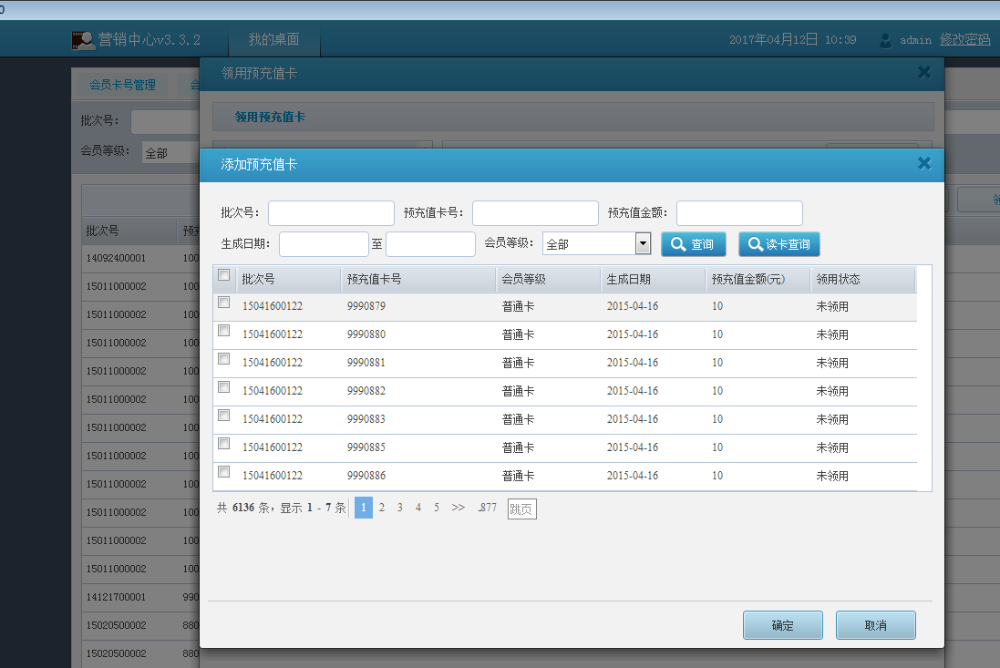 0
营销中心v3.3.2 我的桌面 2017年04月12日 10:39 admin 修改密码
领用预充值卡
会员卡号管理
领用预充值卡
批次号：
会员等级： 全部
添加预充值卡
批次号： 预充值卡号： 预充值金额：
生成日期： 至 会员等级： 全部 查询 读卡查询
批次号 预充值卡号 会员等级 生成日期 预充值金额(元) 领用状态
15041600122 9990879 普通卡 2015-04-16 10 未领用
15041600122 9990880 普通卡 2015-04-16 10 未领用
15041600122 9990881 普通卡 2015-04-16 10 未领用
15041600122 9990882 普通卡 2015-04-16 10 未领用
15041600122 9990883 普通卡 2015-04-16 10 未领用
15041600122 9990885 普通卡 2015-04-16 10 未领用
15041600122 9990886 普通卡 2015-04-16 10 未领用
共 6136 条，显示 1 - 7 条 1 2 3 4 5 >> ..877 跳页
确定 取消
批次号 预
14092400001 100
15011000002 100
15011000002 100
15011000002 100
15011000002 100
15011000002 100
15011000002 100
15011000002 100
15011000002 100
15011000002 100
15011000002 100
15011000002 100
14121700001 990
15020500002 880
15020500002 880